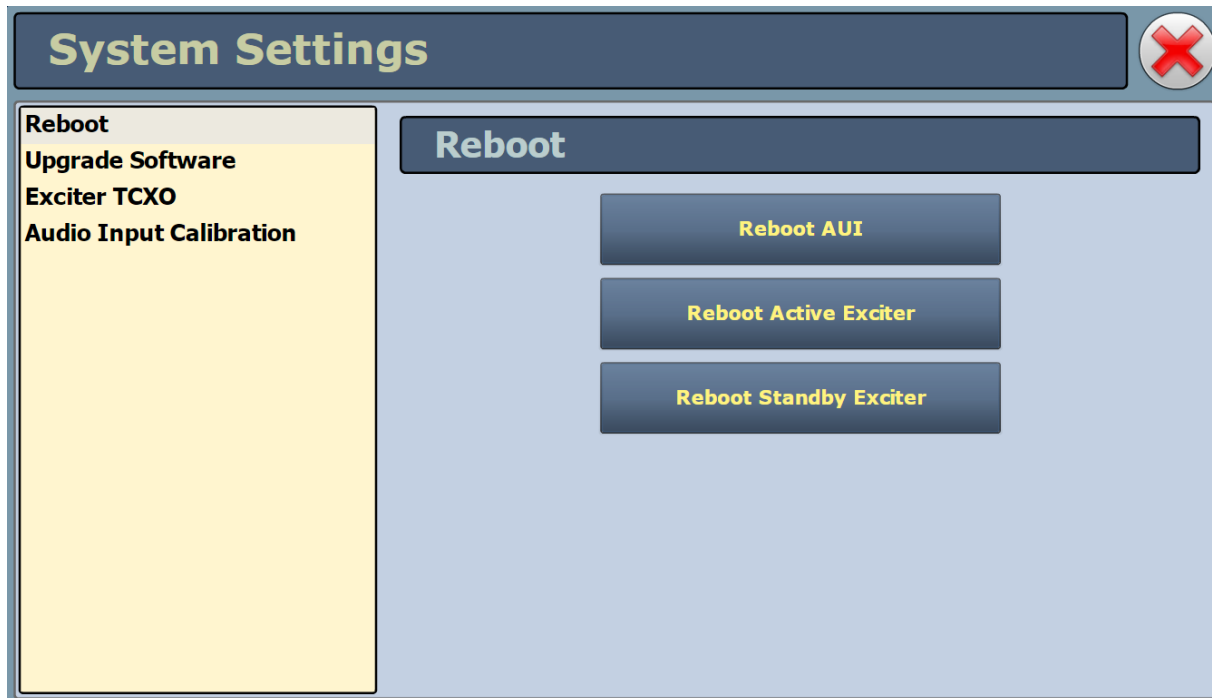 System Settings
Reboot
Upgrade Software
Exciter TCXO
Audio Input Calibration
Reboot
Reboot AUI
Reboot Active Exciter
Reboot Standby Exciter